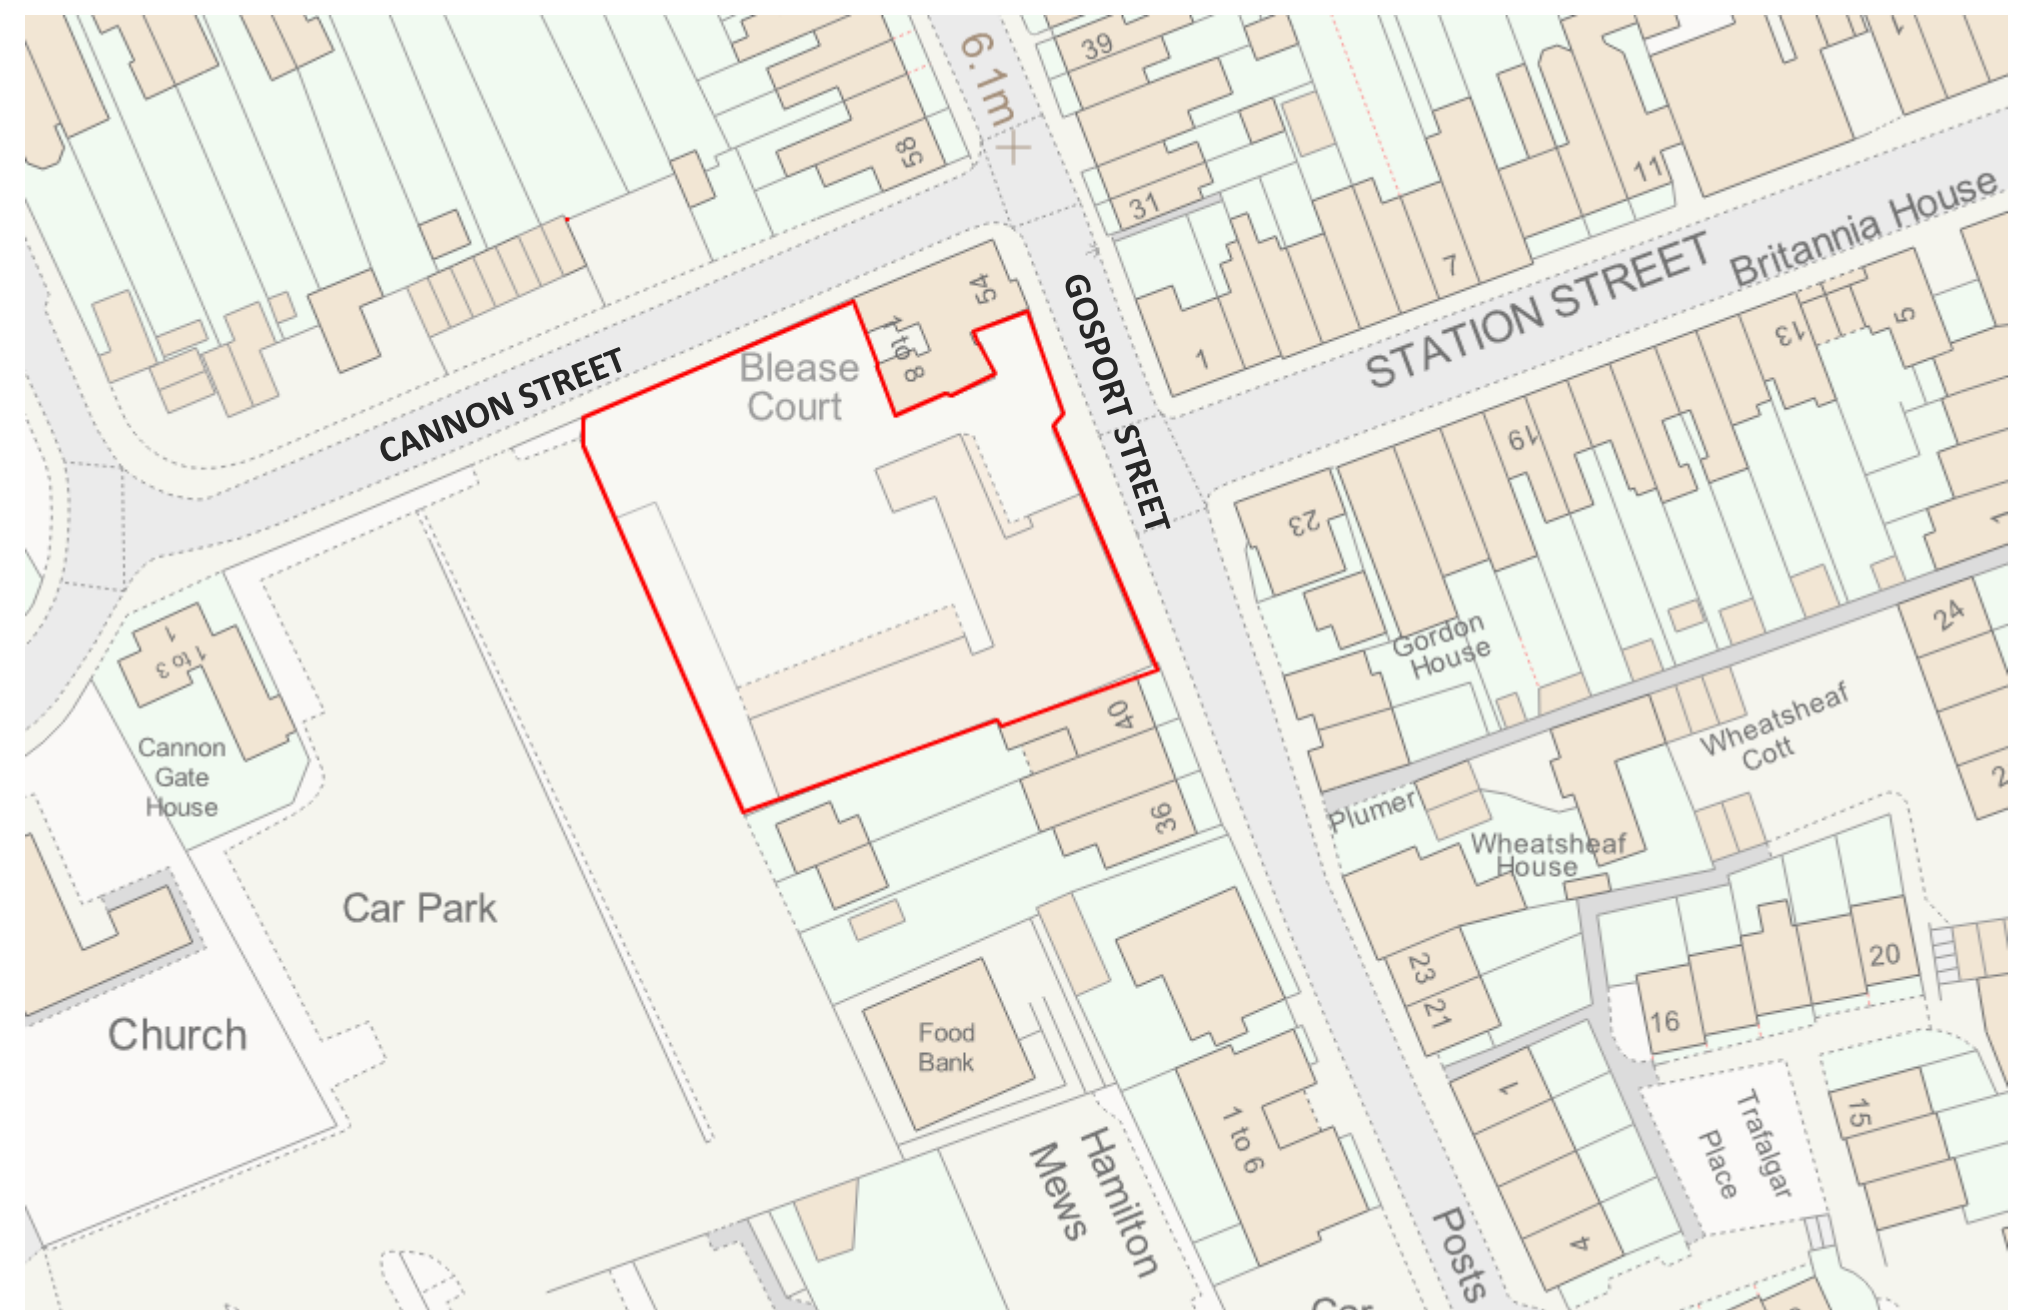 39
6.1m
58
31
11
Britannia House
7
STATION STREET
54
GOSPORT STREET
1
1 to 8
13
5
Blease
Court
CANNON STREET
19
23
1
24
Gordon
House
1
1 to 3
Wheatsheaf
Cott
40
Cannon
Gate
House
Plumer
36
Wheatsheaf
House
Car Park
23
20
21
16
Church
Food
Bank
1
15
Trafalgar
Place
1 to 6
Hamilton
Mews
4
Posts